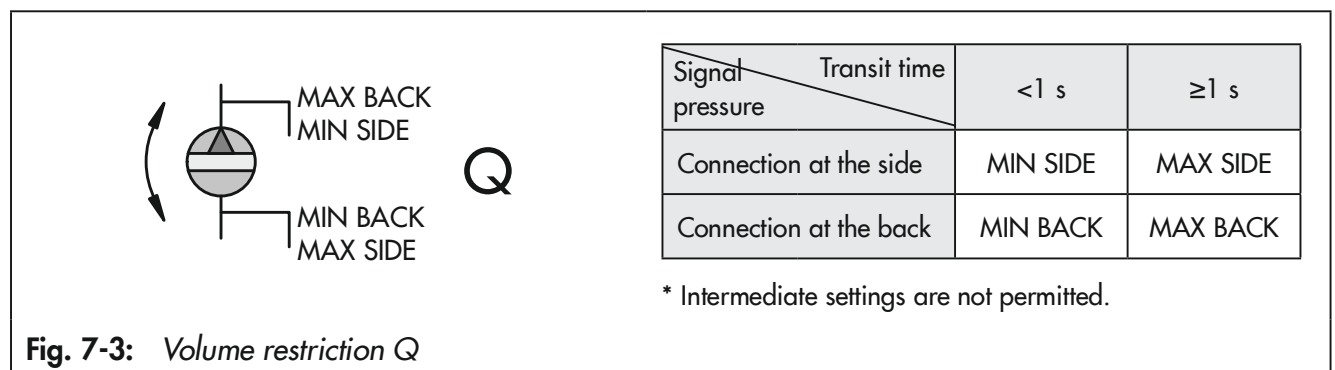 MAX BACK
MIN SIDE
Q
MIN BACK
MAX SIDE
Signal pressure Transit time <1 s ≥1 s
Connection at the side MIN SIDE MAX SIDE
Connection at the back MIN BACK MAX BACK
* Intermediate settings are not permitted.
Fig. 7-3: Volume restriction Q